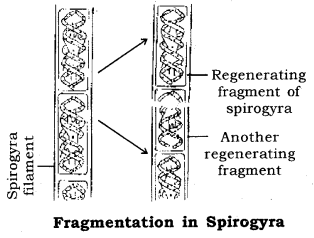 Regenerating
fragment of
spirogyra
Another
regenerating
fragment
Spirogyra
filament
Fragmentation in Spirogyra